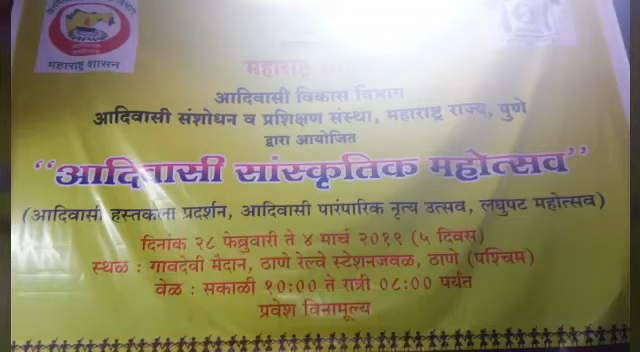 महाराष्ट्र शासन
महाराष्ट्र
आदिवासी विकास विभाग
आदिवासी संशोधन व प्रशिक्षण संस्था, महाराष्ट्र राज्य, पुणे
द्वारा आयोजित
“आदिवासी सांस्कृतिक महोत्सव”
(आदिवासी हस्तकला प्रदर्शन, आदिवासी पारंपारिक नृत्य उत्सव, लघुपट महोत्सव)
दिनांक २८ फेब्रुवारी ते ४ मार्च २०१९ (५ दिवस)
स्थळ : गावदेवी मैदान, ठाणे रेल्वे स्टेशनजवळ, ठाणे (पश्चिम)
वेळ : सकाळी १०:०० ते रात्री ०८:०० पर्यंत
प्रवेश विनामूल्य